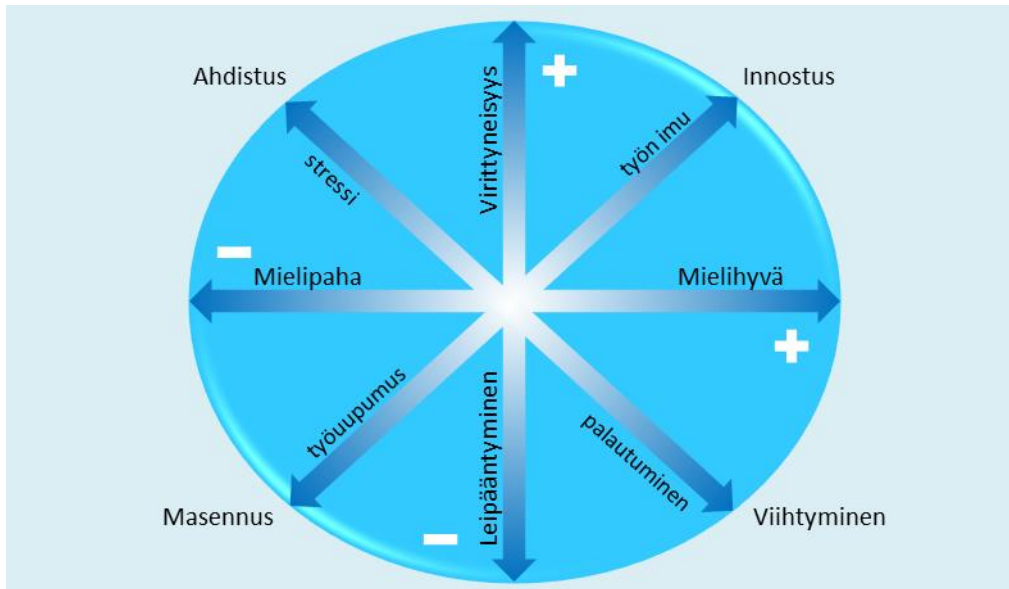 Ahdistus
Innostus
Virittyneisyys
+
stressi
työn imu
−
Mielipaha
Mielihyvä
+
työuupumus
Leipääntyminen
palautuminen
Masennus
−
Viihtyminen